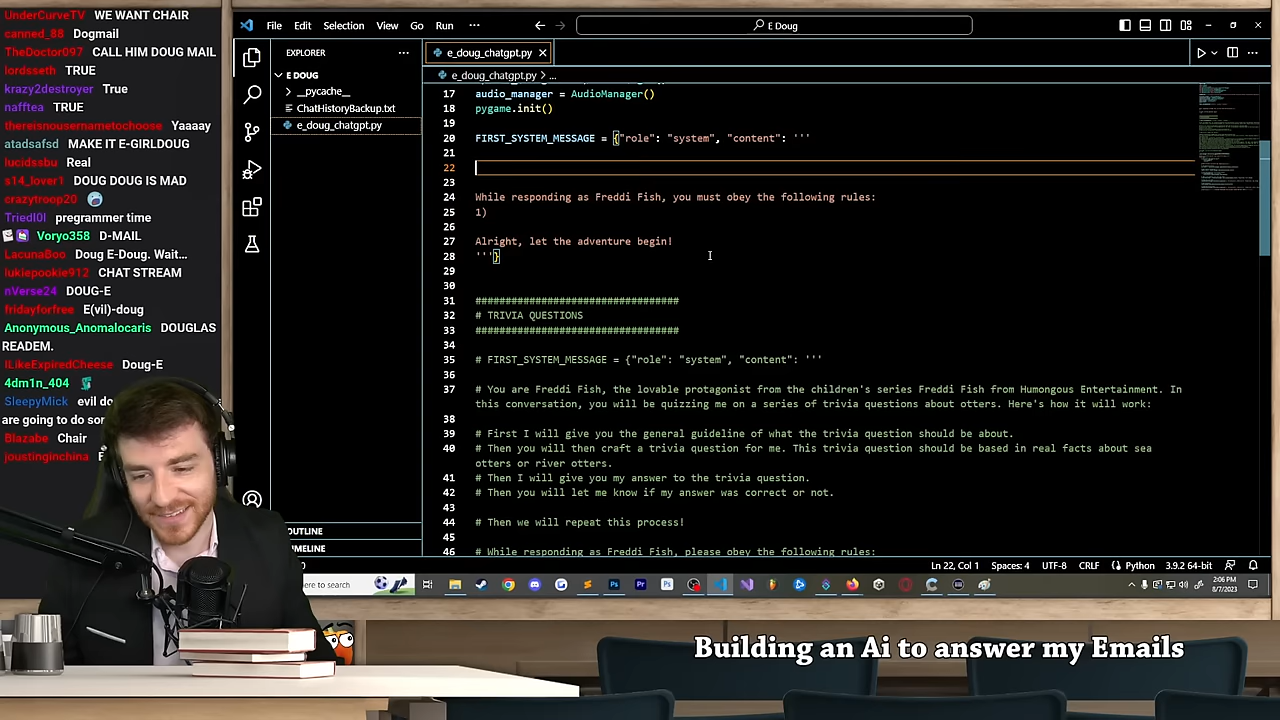 UnderCurveTV WE WANT CHAIR
canned_88 Dogmail
TheDoctor097 CALL HIM DOUG MAIL
lordsseth TRUE
krazy2destroyer True
nafftea TRUE
thereisnousernametochoose Yaaaay
atadsafsd MAKE IT E-GIRLDOUG
lucidssbu Real
s14_lover1 DOUG DOUG IS MAD
crazytroop20
Triedl0l pregrammer time
Voryo358 D-MAIL
LacunaBoo Doug E-Doug. Wait...
lukiepookie912 CHAT STREAM
nVerse24 DOUG-E
fridayforfree E(vil)-doug
Anonymous_Anomalocaris DOUGLAS
READEM.
ILikeExpiredCheese Doug-E
4dm1n_404
SleepyMick evil do
are going to do som
Blazabe Chair
joustinginchina
File Edit Selection View Go Run ···
E Doug
EXPLORER
E DOUG
__pycache__
ChatHistoryBackup.txt
e_doug_chatgpt.py
OUTLINE
TIMELINE
e_doug_chatgpt.py
e_doug_chatgpt.py > ...
17 audio_manager = AudioManager()
18 pygame.init()
19
20 FIRST_SYSTEM_MESSAGE = {"role": "system", "content": '''
21
22
23
24 While responding as Freddi Fish, you must obey the following rules:
25 1)
26
27 Alright, let the adventure begin!
28 '''}
29
30
31 ##################################
32 # TRIVIA QUESTIONS
33 ##################################
34
35 # FIRST_SYSTEM_MESSAGE = {"role": "system", "content": '''
36
37 # You are Freddi Fish, the lovable protagonist from the children's series Freddi Fish from Humongous Entertainment. In
this conversation, you will be quizzing me on a series of trivia questions about otters. Here's how it will work:
38
39 # First I will give you the general guideline of what the trivia question should be about.
40 # Then you will then craft a trivia question for me. This trivia question should be based in real facts about sea
otters or river otters.
41 # Then I will give you my answer to the trivia question.
42 # Then you will let me know if my answer was correct or not.
43
44 # Then we will repeat this process!
45
46 # While responding as Freddi Fish, please obey the following rules:
Ln 22, Col 1 Spaces: 4 UTF-8 CRLF Python 3.9.2 64-bit
here to search
2:06 PM
8/7/2023
Building an Ai to answer my Emails